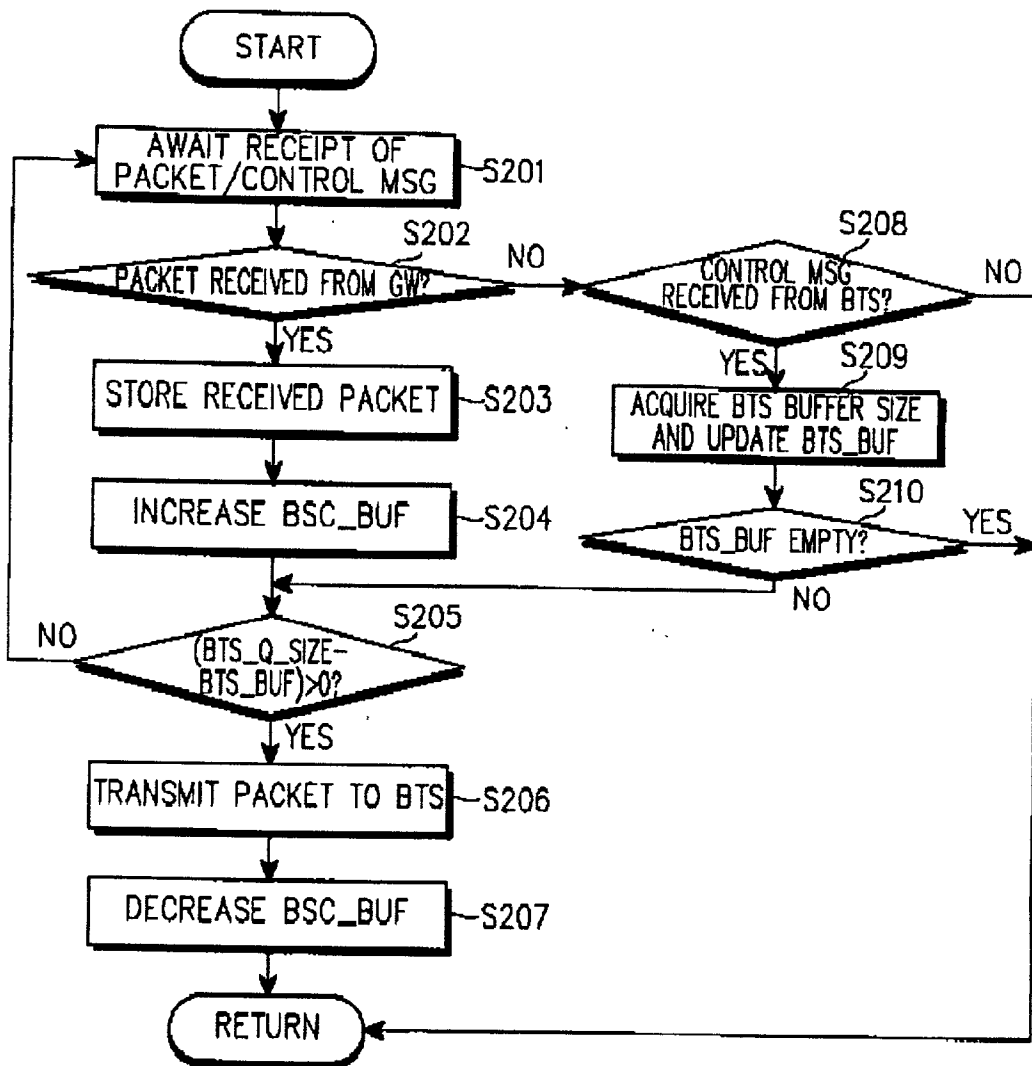 START
AWAIT RECEIPT OF
PACKET/CONTROL MSG
S201
S202
PACKET RECEIVED FROM GW?
NO
YES
S208
CONTROL MSG
RECEIVED FROM BTS?
NO
YES
STORE RECEIVED PACKET
S203
S209
ACQUIRE BTS BUFFER SIZE
AND UPDATE BTS_BUF
INCREASE BSC_BUF
S204
S210
BTS_BUF EMPTY?
YES
NO
S205
(BTS_Q_SIZE-
BTS_BUF)>0?
NO
YES
TRANSMIT PACKET TO BTS
S206
DECREASE BSC_BUF
S207
RETURN